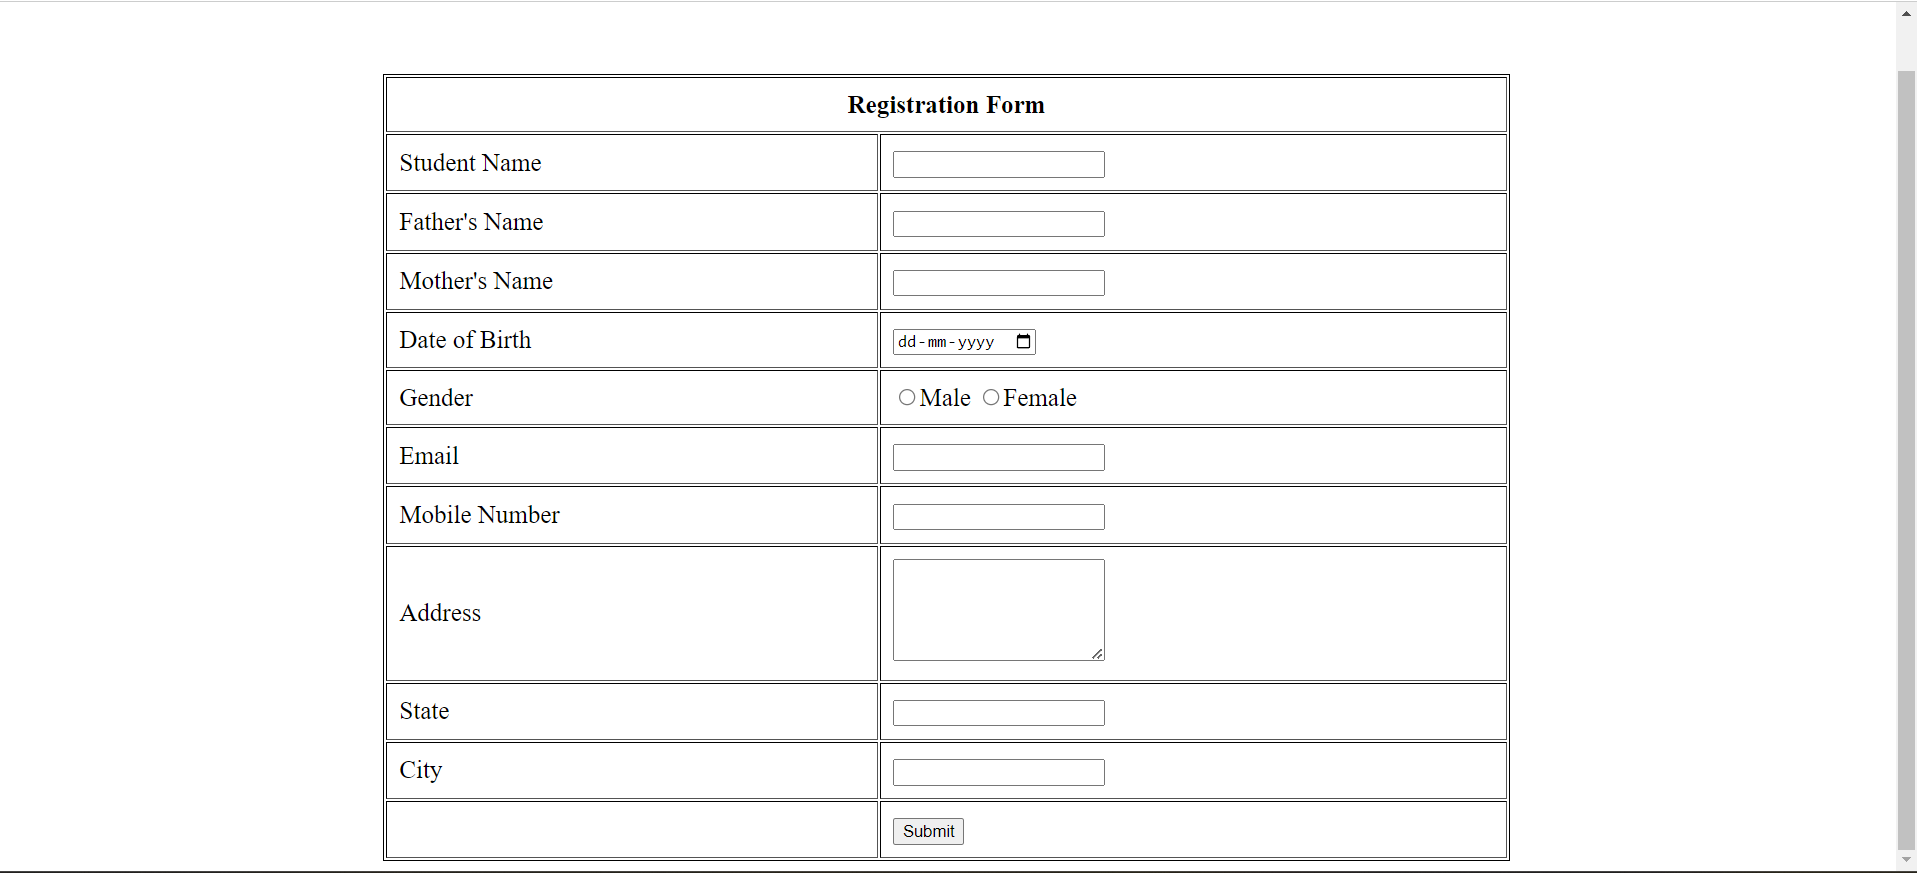 Registration Form
Student Name
Father's Name
Mother's Name
Date of Birth dd-mm-yyyy
Gender Male Female
Email
Mobile Number
Address
State
City
Submit